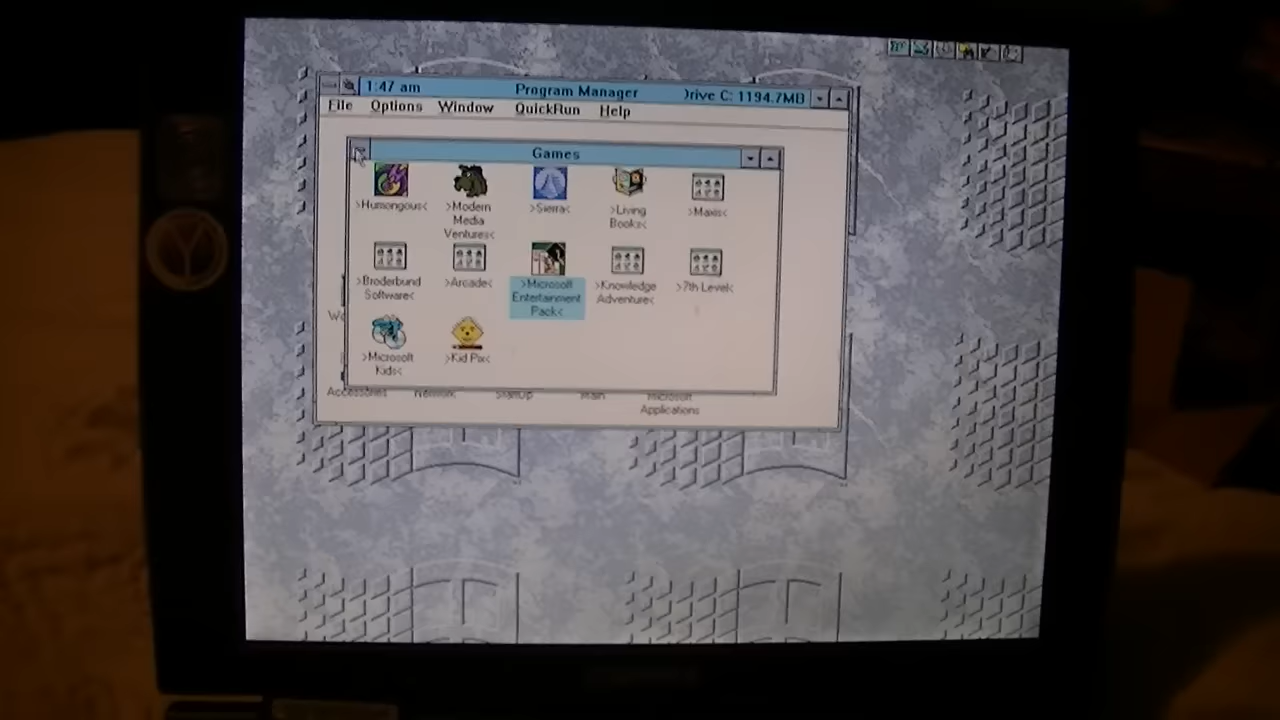 1:47 am Program Manager Drive C: 1194.7MB
File Options Window QuickRun Help
Games
>Humongous< >Modern Media Ventures< >Sierra< >Living Books< >Maxis<
>Broderbund Software< >Arcade< >Microsoft Entertainment Pack< >Knowledge Adventure< >7th Level<
>Microsoft Kids< >Kid Pix<
Accessories Network StartUp Main Microsoft Applications